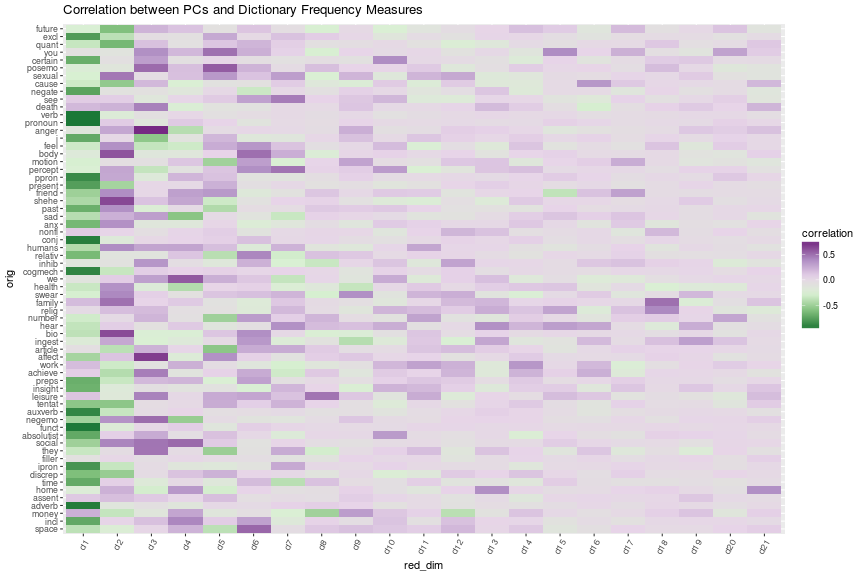 Correlation between PCs and Dictionary Frequency Measures
future
excl
quant
you
certain
posemo
sexual
cause
negate
see
death
verb
pronoun
anger
i
feel
body
motion
percept
ppron
present
friend
shehe
past
sad
anx
nonfl
conj
humans
relativ
inhib
cogmech
we
health
swear
family
relig
number
hear
bio
ingest
article
affect
work
achieve
preps
insight
leisure
tentat
auxverb
negemo
funct
absolutist
social
they
filler
ipron
discrep
time
home
assent
adverb
money
incl
space
orig
d1 d2 d3 d4 d5 d6 d7 d8 d9 d10 d11 d12 d13 d14 d15 d16 d17 d18 d19 d20 d21
red_dim
correlation
0.5
0.0
-0.5